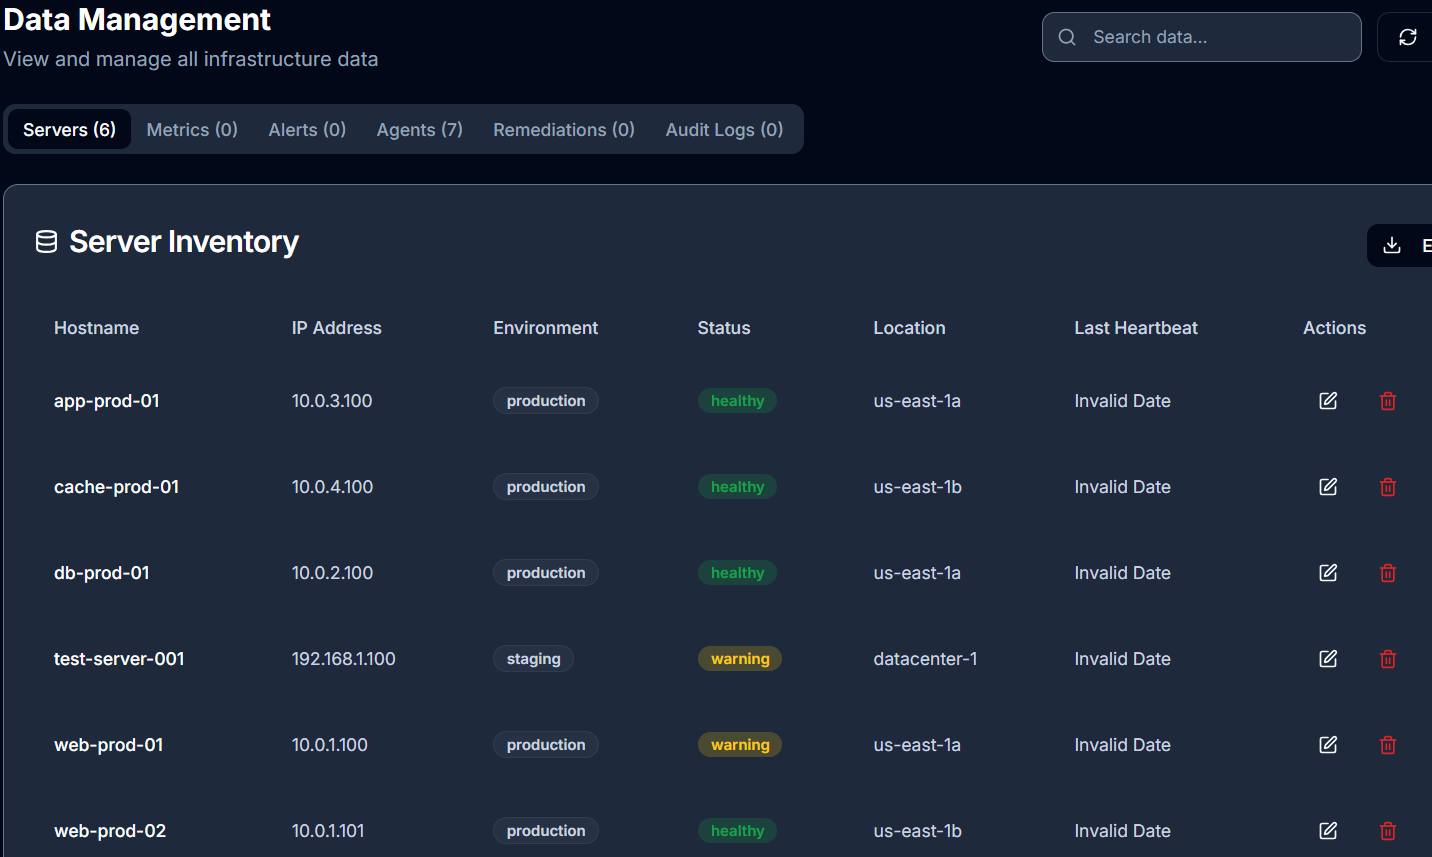 Data Management
View and manage all infrastructure data
Search data...
Servers (6) Metrics (0) Alerts (0) Agents (7) Remediations (0) Audit Logs (0)
Server Inventory
Hostname IP Address Environment Status Location Last Heartbeat Actions
app-prod-01 10.0.3.100 production healthy us-east-1a Invalid Date
cache-prod-01 10.0.4.100 production healthy us-east-1b Invalid Date
db-prod-01 10.0.2.100 production healthy us-east-1a Invalid Date
test-server-001 192.168.1.100 staging warning datacenter-1 Invalid Date
web-prod-01 10.0.1.100 production warning us-east-1a Invalid Date
web-prod-02 10.0.1.101 production healthy us-east-1b Invalid Date